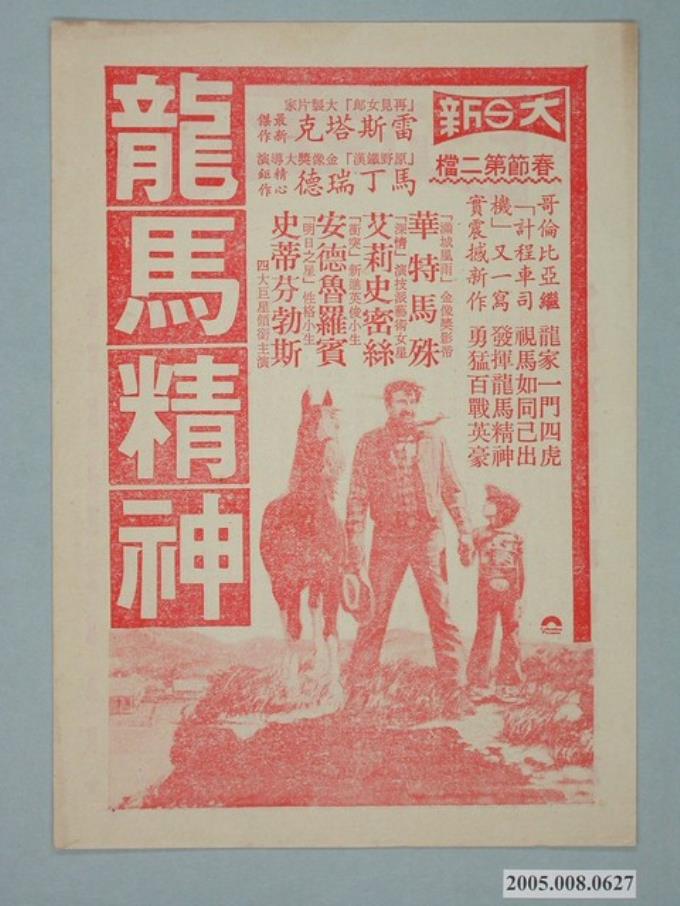 大日新
春節第二檔
哥倫比亞繼
「計程車司
機」又一寫
實震撼新作
龍家一門四虎
視馬如同己出
發揮龍馬精神
勇猛百戰英豪
「再見女郎」大製片家
雷斯塔克
最新
傑作
「原野鐵漢」金像獎大導演
馬丁瑞德
精心
鉅作
「滿城風雨」金像獎影帝
華特馬殊
「深情」演技派藝術女星
艾莉史密絲
「衝突」新進英俊小生
安德魯羅賓
「明日之星」性格小生
史蒂芬勃斯
四大巨星領銜主演
龍馬精神
2005.008.0627